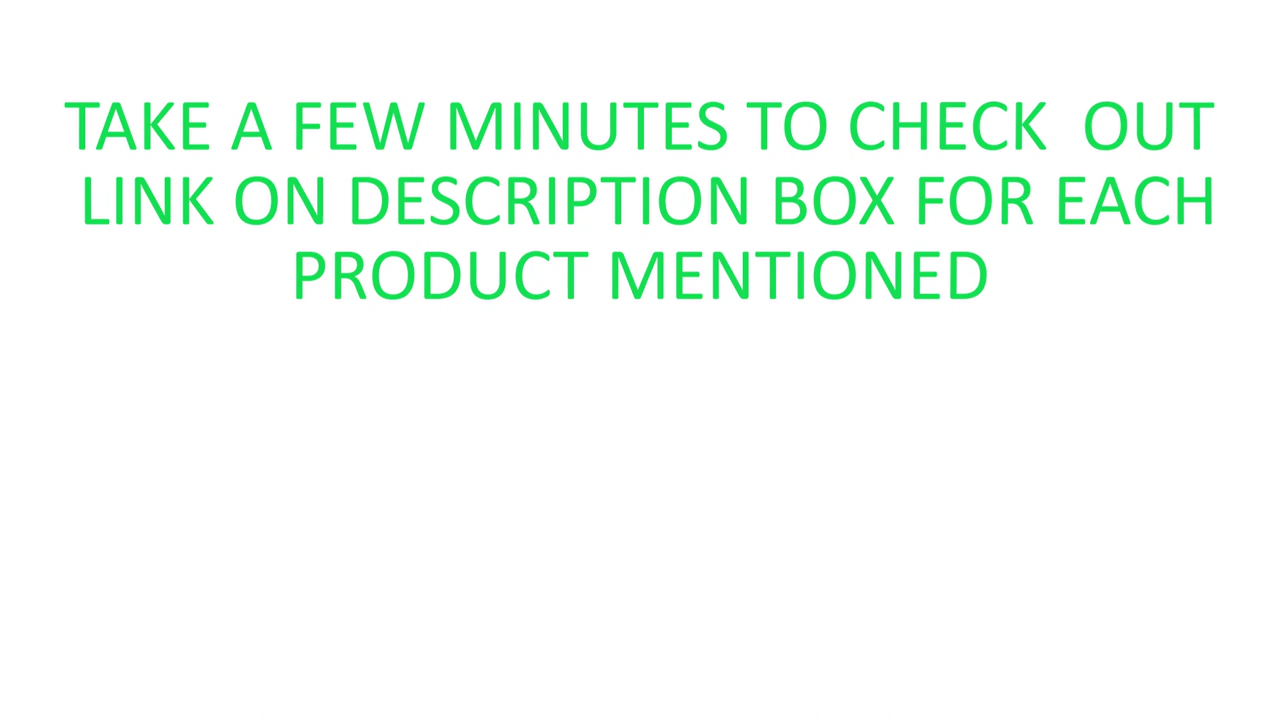 TAKE A FEW MINUTES TO CHECK  OUT
LINK ON DESCRIPTION BOX FOR EACH
PRODUCT MENTIONED